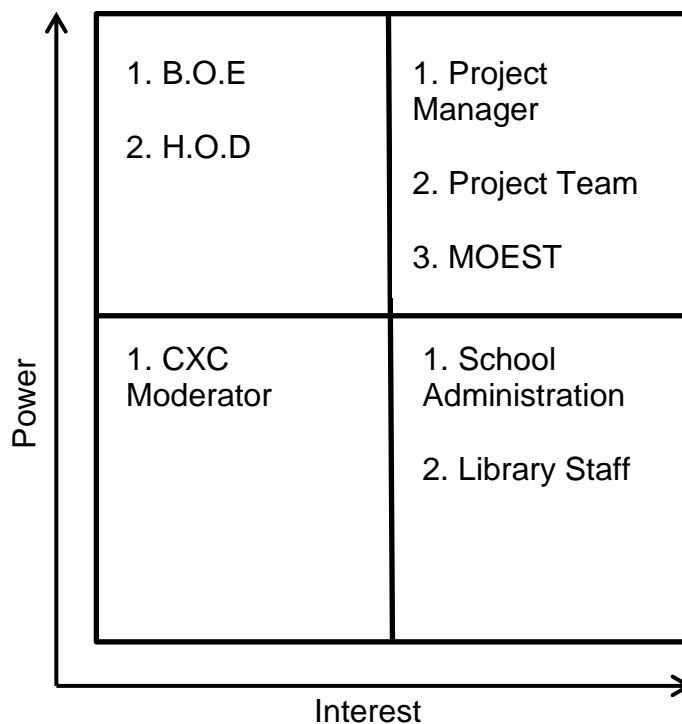 1. B.O.E
2. H.O.D
1. Project
Manager
2. Project Team
3. MOEST
1. CXC
Moderator
1. School
Administration
2. Library Staff
Power
Interest